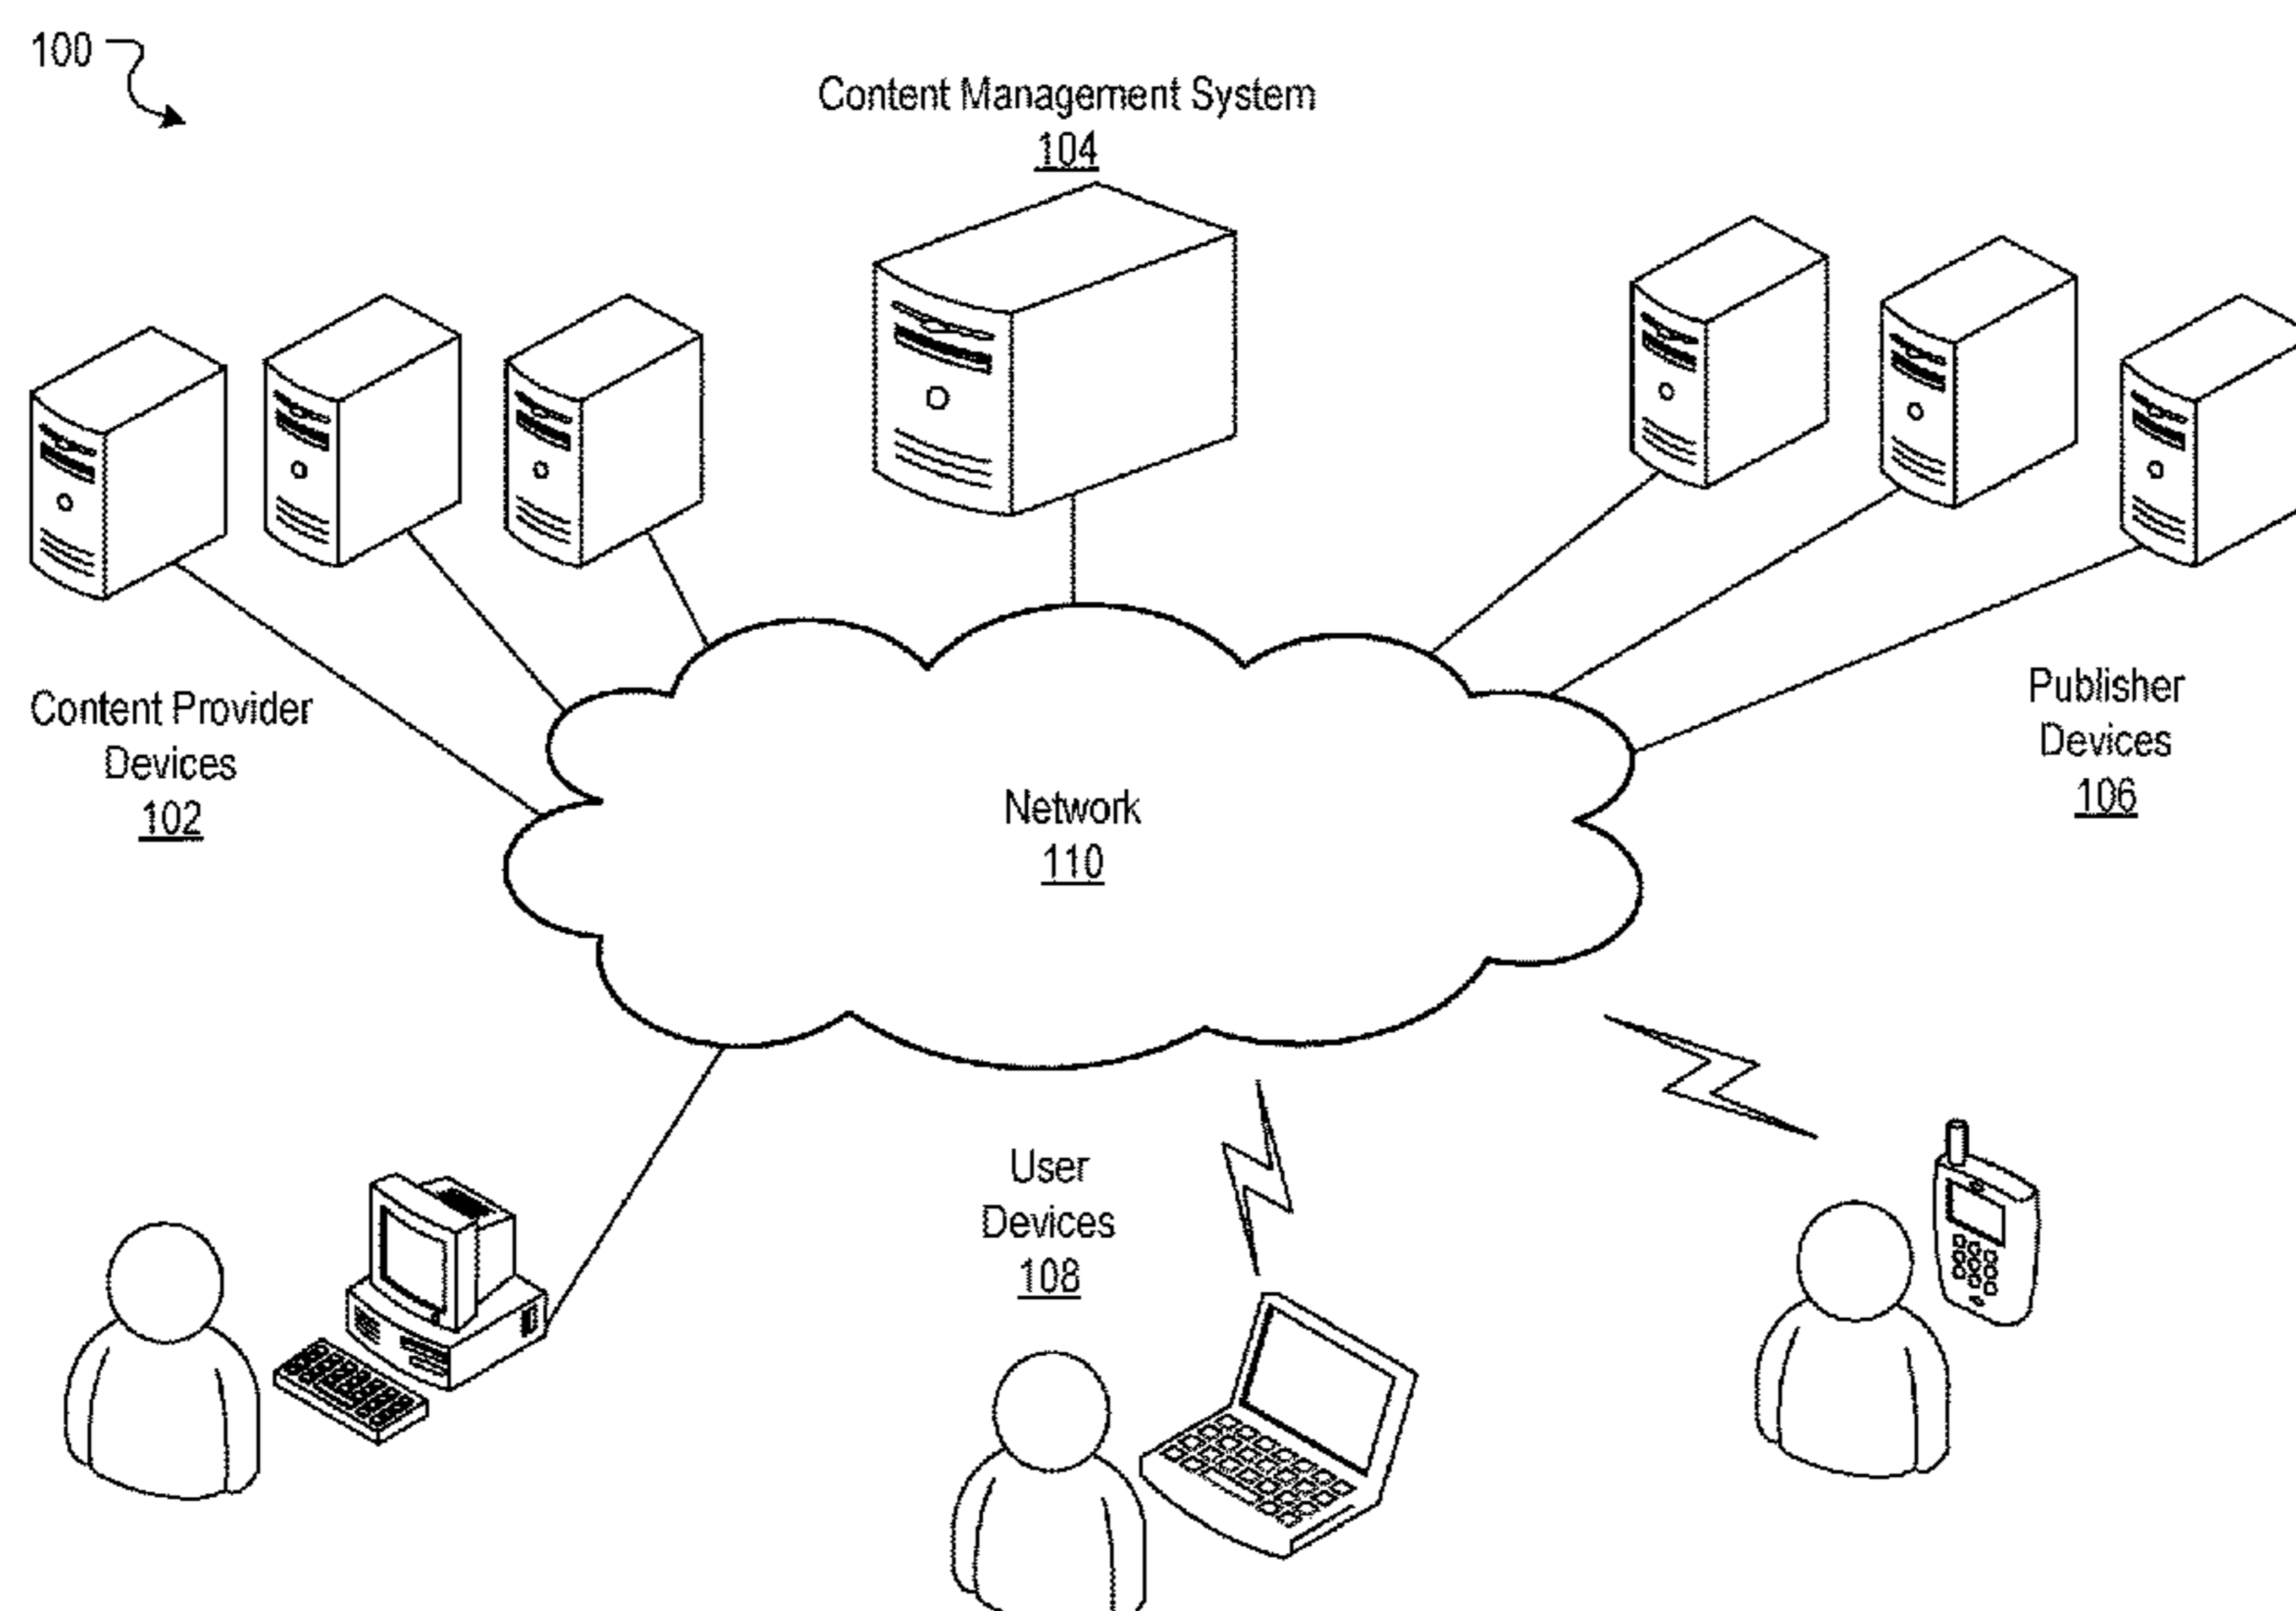 100
Content Management System
104
Content Provider
Devices
102
Publisher
Devices
106
Network
110
User
Devices
108